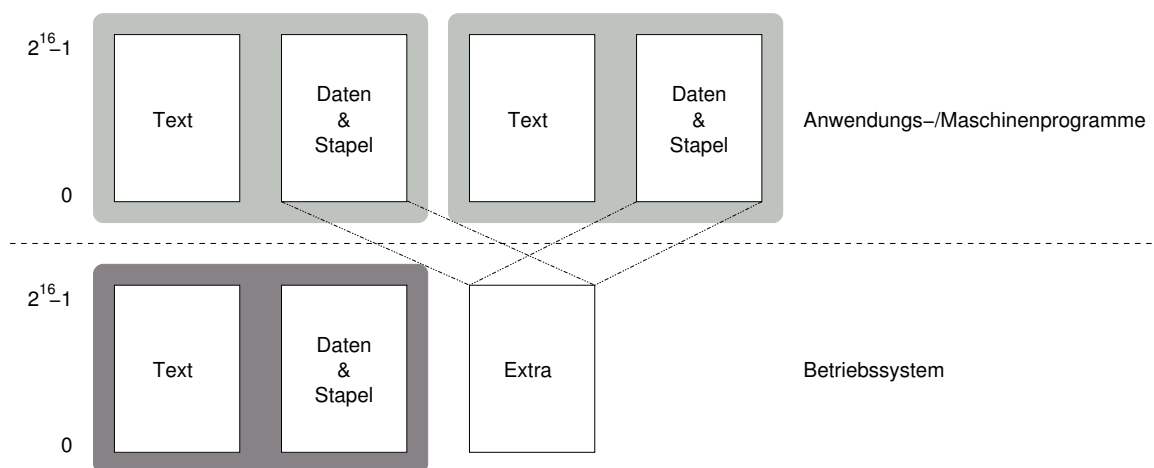 2^16–1
Text
Daten
&
Stapel
Text
Daten
&
Stapel
Anwendungs–/Maschinenprogramme
0
2^16–1
Text
Daten
&
Stapel
Extra
Betriebssystem
0